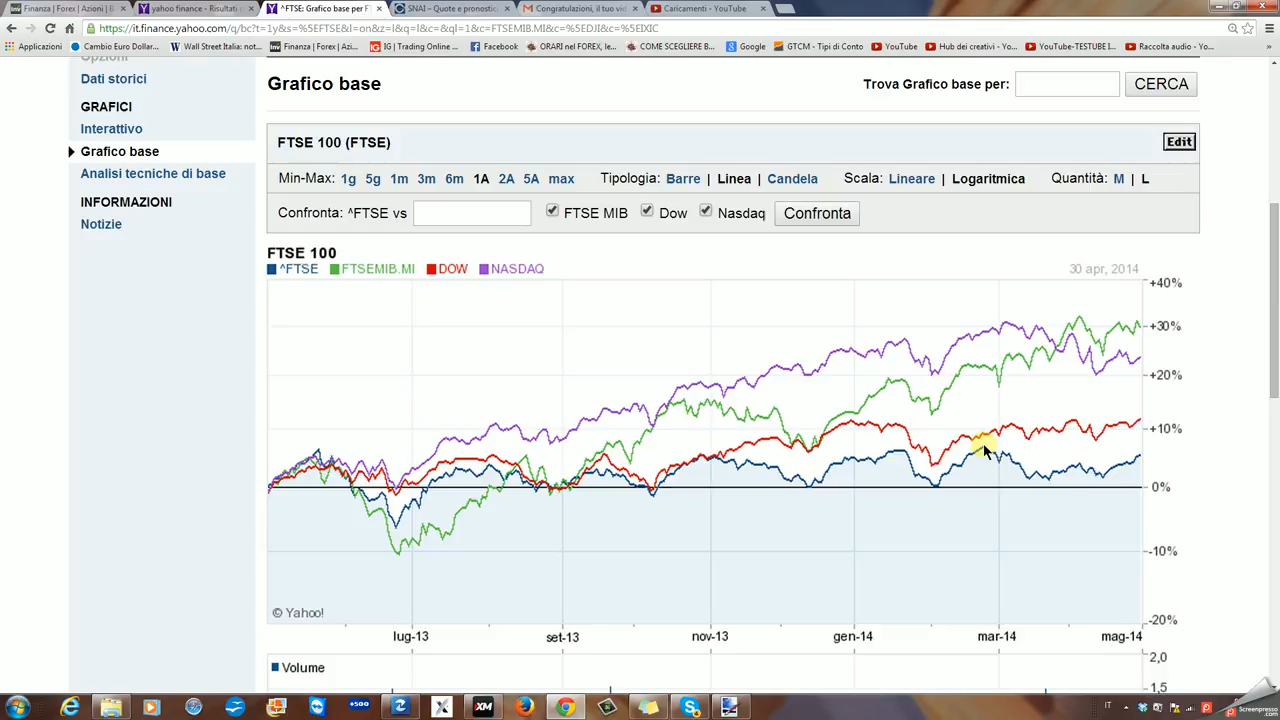 Finanza | Forex | Azioni | B
yahoo finance - Risultati d
^FTSE: Grafico base per F
SNAI – Quote e pronostic
Congratulazioni, il tuo vid
Caricamenti - YouTube
https://it.finance.yahoo.com/q/bc?t=1y&s=%5EFTSE&l=on&z=l&q=l&c=&ql=1&c=FTSEMIB.MI&c=%5EDJI&c=%5EIXIC
Applicazioni
Cambio Euro Dollar...
Wall Street Italia: not...
Finanza | Forex | Azi...
IG | Trading Online ...
Facebook
ORARI nel FOREX, le...
COME SCEGLIERE B...
Google
GTCM - Tipi di Conto
YouTube
Hub dei creativi - Yo...
YouTube-TESTUBE I...
Raccolta audio - Yo...
Opzioni
Dati storici
GRAFICI
Interattivo
Grafico base
Analisi tecniche di base
INFORMAZIONI
Notizie
Grafico base
Trova Grafico base per:
CERCA
FTSE 100 (FTSE)
Edit
Min-Max: 1g 5g 1m 3m 6m 1A 2A 5A max Tipologia: Barre | Linea | Candela Scala: Lineare | Logaritmica Quantità: M | L
Confronta: ^FTSE vs
FTSE MIB
Dow
Nasdaq
Confronta
FTSE 100
^FTSE FTSEMIB.MI DOW NASDAQ
30 apr, 2014
+40%
+30%
+20%
+10%
0%
-10%
-20%
© Yahoo!
lug-13 set-13 nov-13 gen-14 mar-14 mag-14
Volume
2,0
1,5
+500
XM
IT
Screenpresso
.com